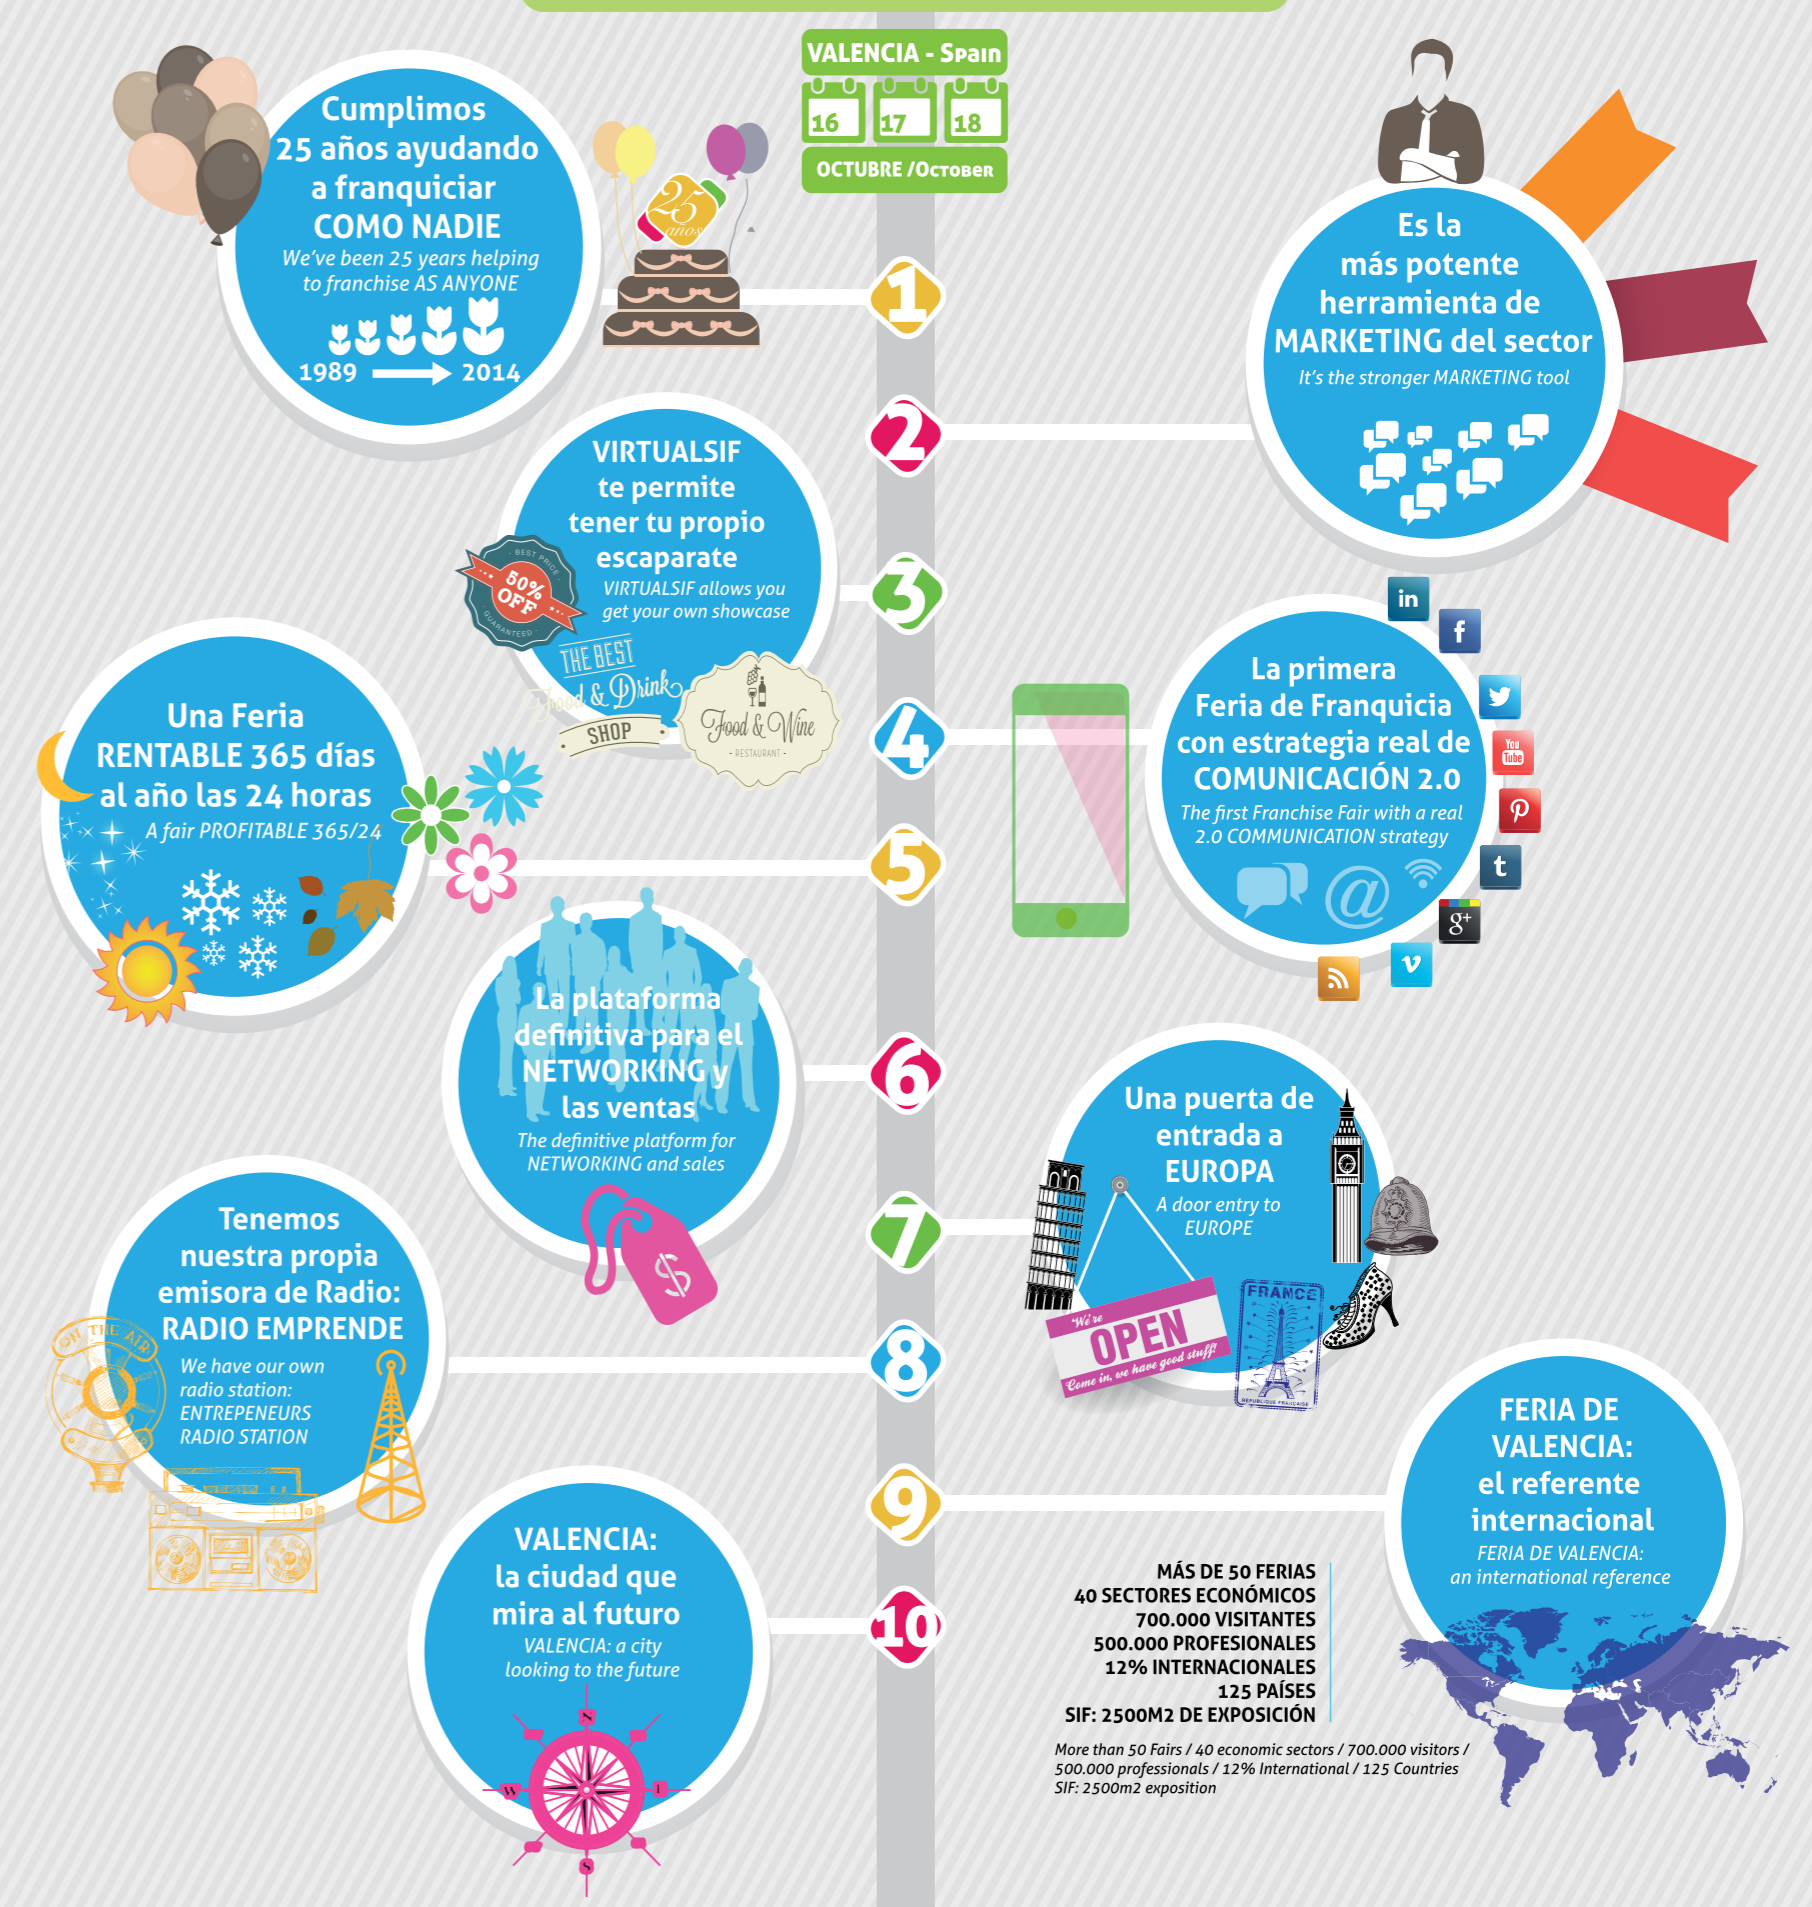 VALENCIA - Spain
16 17 18
OCTUBRE /October
1
Cumplimos
25 años ayudando
a franquiciar
COMO NADIE
We've been 25 years helping
to franchise AS ANYONE
1989 2014
25
años
2
Es la
más potente
herramienta de
MARKETING del sector
It's the stronger MARKETING tool
3
VIRTUALSIF
te permite
tener tu propio
escaparate
VIRTUALSIF allows you
get your own showcase
BEST PRICE
50%
OFF
GUARANTEED
THE BEST
Food & Drink
SHOP
Food & Wine
- RESTAURANT -
4
La primera
Feria de Franquicia
con estrategia real de
COMUNICACIÓN 2.0
The first Franchise Fair with a real
2.0 COMMUNICATION strategy
@
in
f
You
Tube
p
t
g+
v
5
Una Feria
RENTABLE 365 días
al año las 24 horas
A fair PROFITABLE 365/24
6
La plataforma
definitiva para el
NETWORKING y
las ventas
The definitive platform for
NETWORKING and sales
$
7
Una puerta de
entrada a
EUROPA
A door entry to
EUROPE
We're
OPEN
Come in, we have good stuff!
FRANCE
REPUBLIQUE FRANÇAISE
8
Tenemos
nuestra propia
emisora de Radio:
RADIO EMPRENDE
We have our own
radio station:
ENTREPENEURS
RADIO STATION
ON THE AIR
9
FERIA DE
VALENCIA:
el referente
internacional
FERIA DE VALENCIA:
an international reference
MÁS DE 50 FERIAS
40 SECTORES ECONÓMICOS
700.000 VISITANTES
500.000 PROFESIONALES
12% INTERNACIONALES
125 PAÍSES
SIF: 2500M2 DE EXPOSICIÓN
More than 50 Fairs / 40 economic sectors / 700.000 visitors /
500.000 professionals / 12% International / 125 Countries
SIF: 2500m2 exposition
10
VALENCIA:
la ciudad que
mira al futuro
VALENCIA: a city
looking to the future
N
W
S